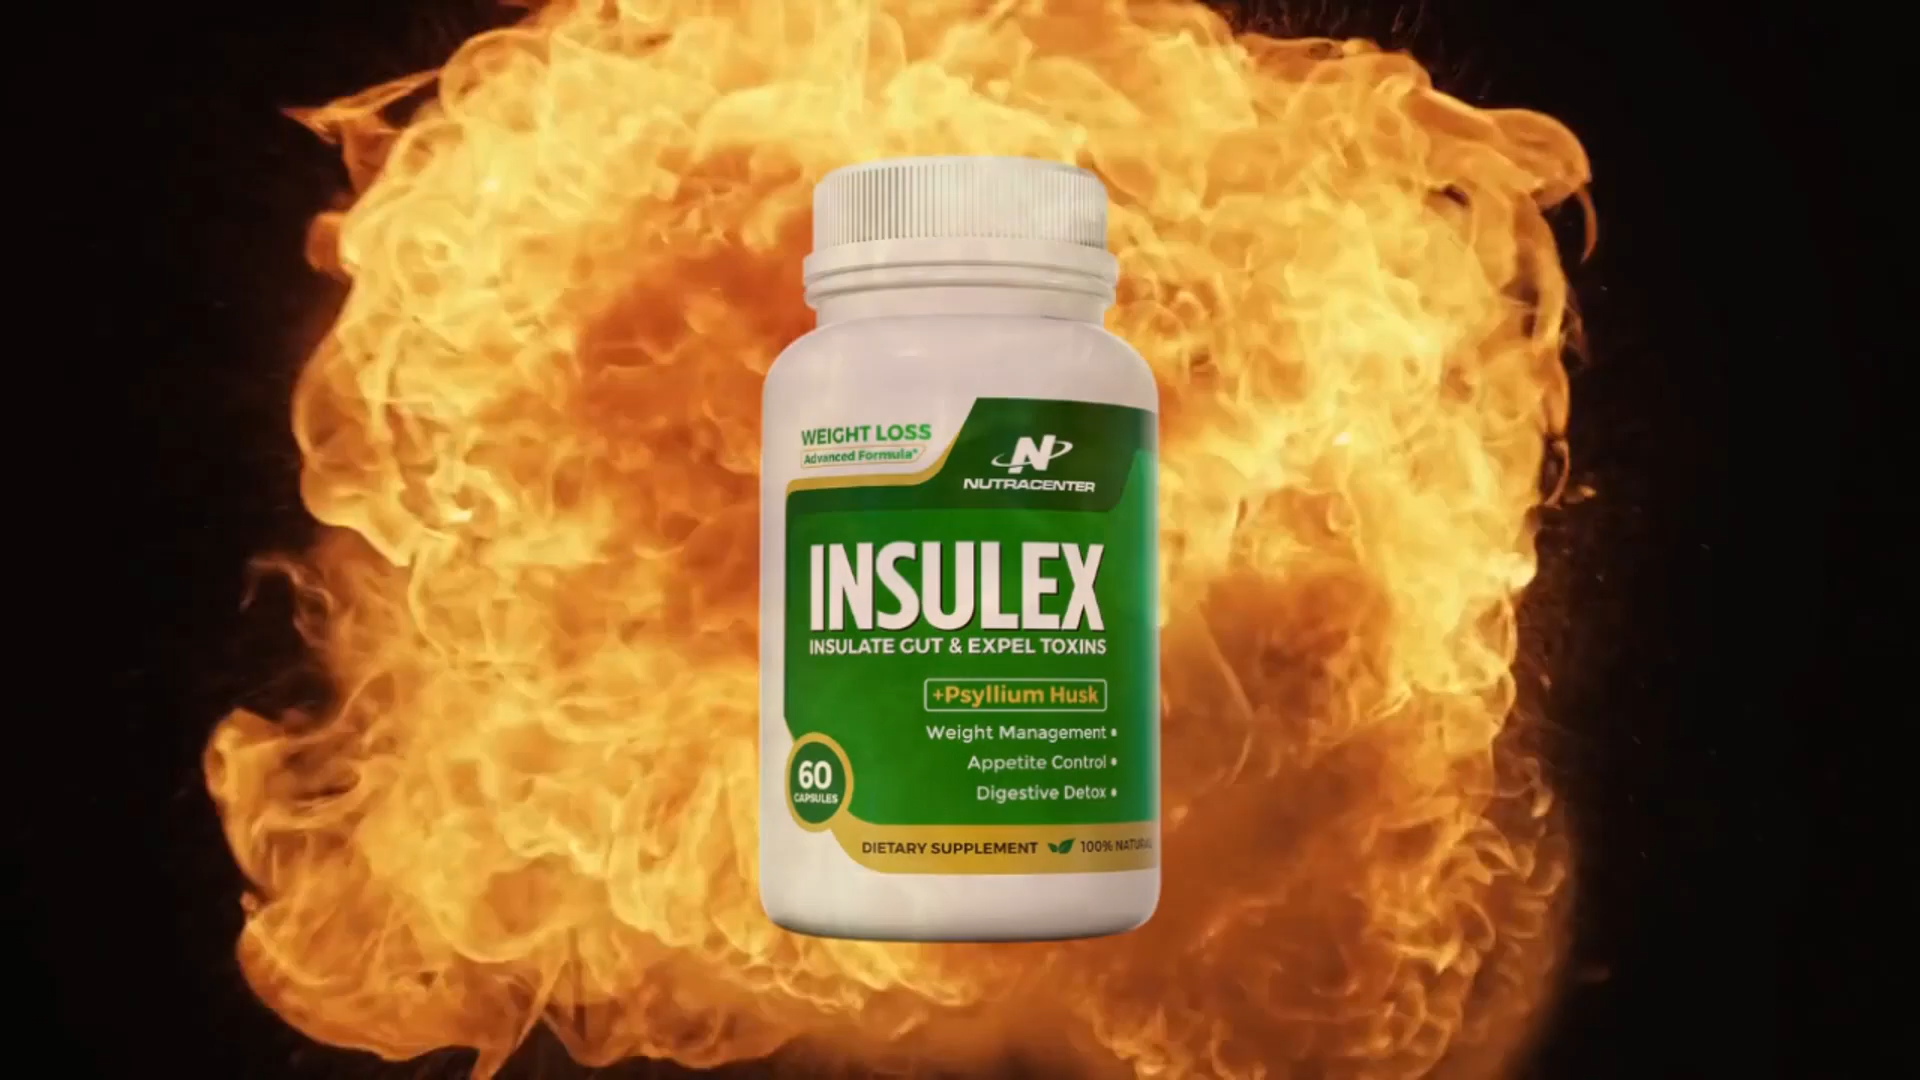 WEIGHT LOSS
Advanced Formula*
N
NUTRACENTER
INSULEX
INSULATE GUT & EXPEL TOXINS
+Psyllium Husk
Weight Management •
Appetite Control •
Digestive Detox •
60
CAPSULES
DIETARY SUPPLEMENT
100% NATURAL